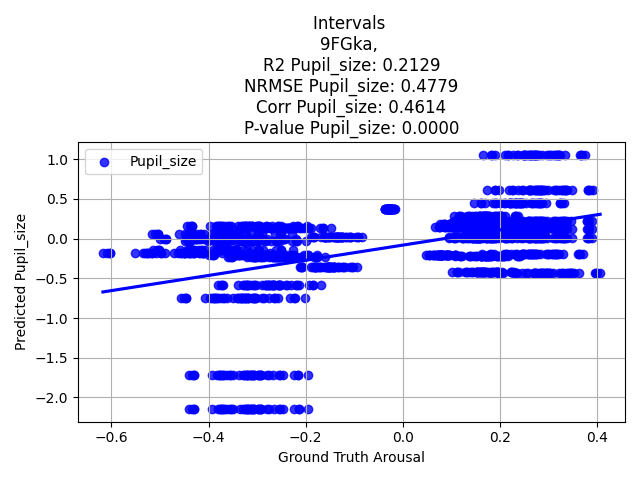 Intervals
9FGka,
R2 Pupil_size: 0.2129
NRMSE Pupil_size: 0.4779
Corr Pupil_size: 0.4614
P-value Pupil_size: 0.0000
Pupil_size
1.0
0.5
0.0
−0.5
−1.0
−1.5
−2.0
Predicted Pupil_size
−0.6 −0.4 −0.2 0.0 0.2 0.4
Ground Truth Arousal